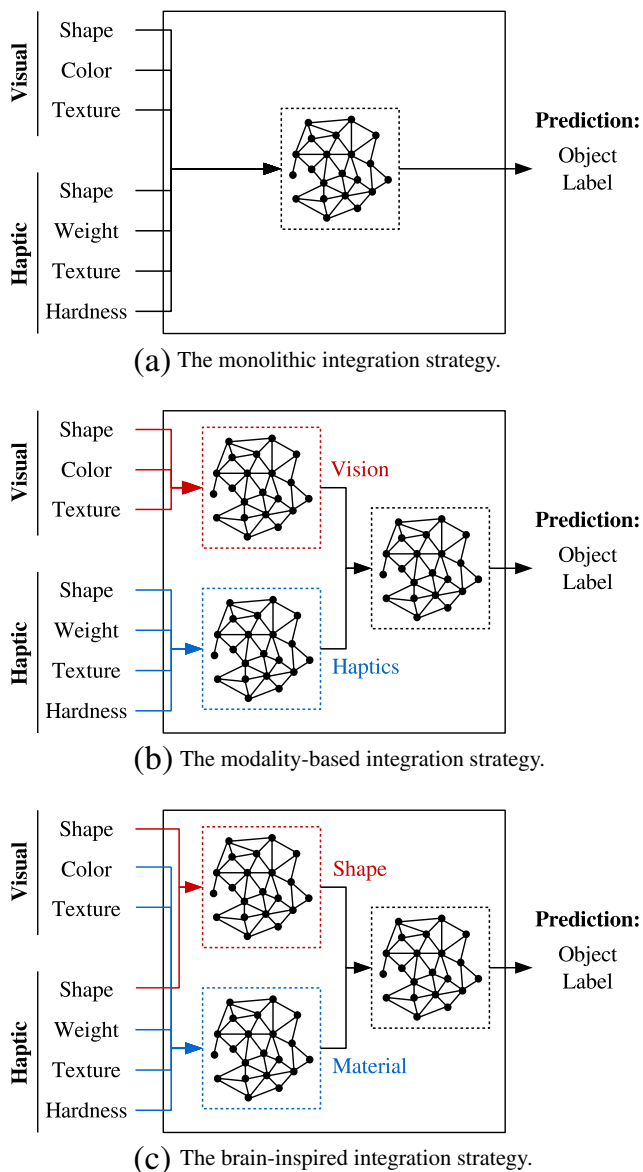 Visual
Shape
Color
Texture
Haptic
Shape
Weight
Texture
Hardness
Prediction:
Object
Label
(a) The monolithic integration strategy.
Visual
Shape
Color
Texture
Vision
Haptic
Shape
Weight
Texture
Hardness
Haptics
Prediction:
Object
Label
(b) The modality-based integration strategy.
Visual
Shape
Color
Texture
Shape
Haptic
Shape
Weight
Texture
Hardness
Material
Prediction:
Object
Label
(c) The brain-inspired integration strategy.